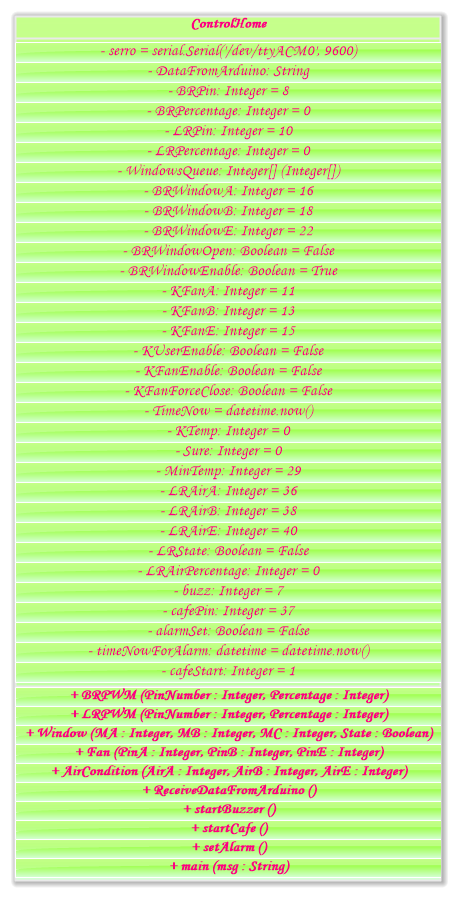 ControlHome
- serro = serial.Serial('/dev/ttyACM0', 9600)
- DataFromArduino: String
- BRPin: Integer = 8
- BRPercentage: Integer = 0
- LRPin: Integer = 10
- LRPercentage: Integer = 0
- WindowsQueue: Integer[] (Integer[])
- BRWindowA: Integer = 16
- BRWindowB: Integer = 18
- BRWindowE: Integer = 22
- BRWindowOpen: Boolean = False
- BRWindowEnable: Boolean = True
- KFanA: Integer = 11
- KFanB: Integer = 13
- KFanE: Integer = 15
- KUserEnable: Boolean = False
- KFanEnable: Boolean = False
- KFanForceClose: Boolean = False
- TimeNow = datetime.now()
- KTemp: Integer = 0
- Sure: Integer = 0
- MinTemp: Integer = 29
- LRAirA: Integer = 36
- LRAirB: Integer = 38
- LRAirE: Integer = 40
- LRState: Boolean = False
- LRAirPercentage: Integer = 0
- buzz: Integer = 7
- cafePin: Integer = 37
- alarmSet: Boolean = False
- timeNowForAlarm: datetime = datetime.now()
- cafeStart: Integer = 1
+ BRPWM (PinNumber : Integer, Percentage : Integer)
+ LRPWM (PinNumber : Integer, Percentage : Integer)
+ Window (MA : Integer, MB : Integer, MC : Integer, State : Boolean)
+ Fan (PinA : Integer, PinB : Integer, PinE : Integer)
+ AirCondition (AirA : Integer, AirB : Integer, AirE : Integer)
+ ReceiveDataFromArduino ()
+ startBuzzer ()
+ startCafe ()
+ setAlarm ()
+ main (msg : String)